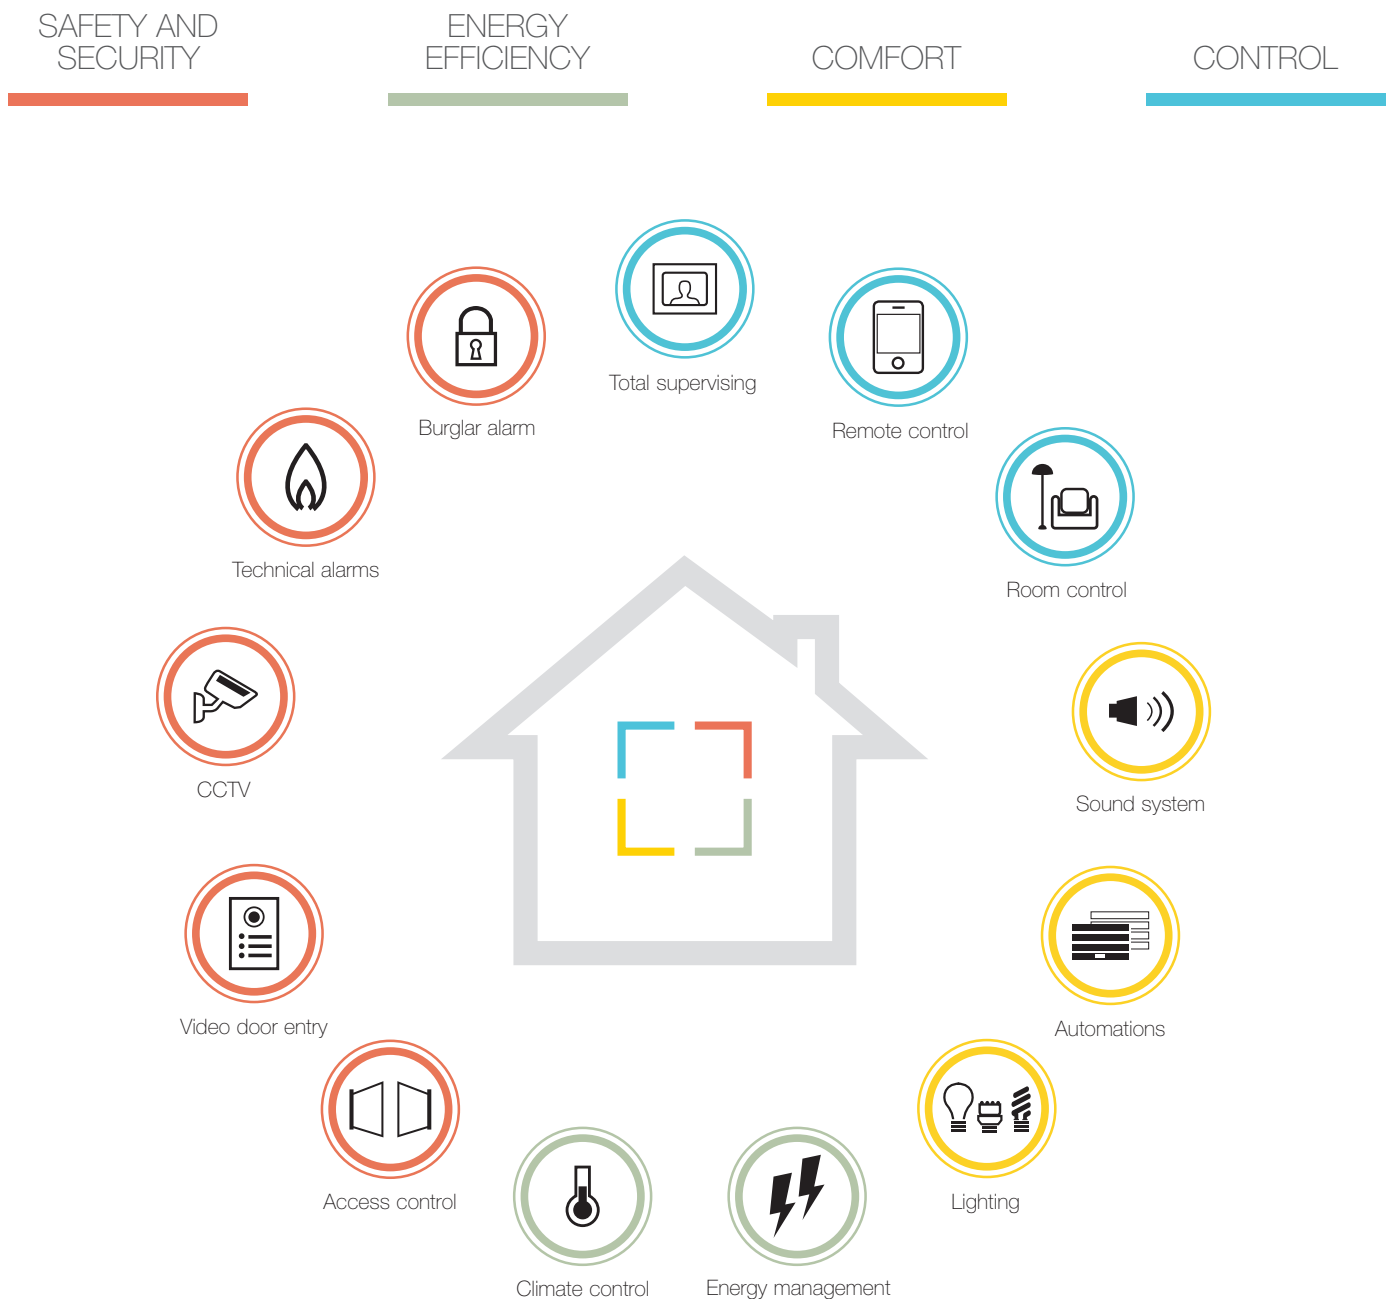 SAFETY AND
SECURITY
ENERGY
EFFICIENCY
COMFORT
CONTROL
Total supervising
Burglar alarm
Remote control
Technical alarms
Room control
CCTV
Sound system
Video door entry
Automations
Access control
Lighting
Climate control
Energy management